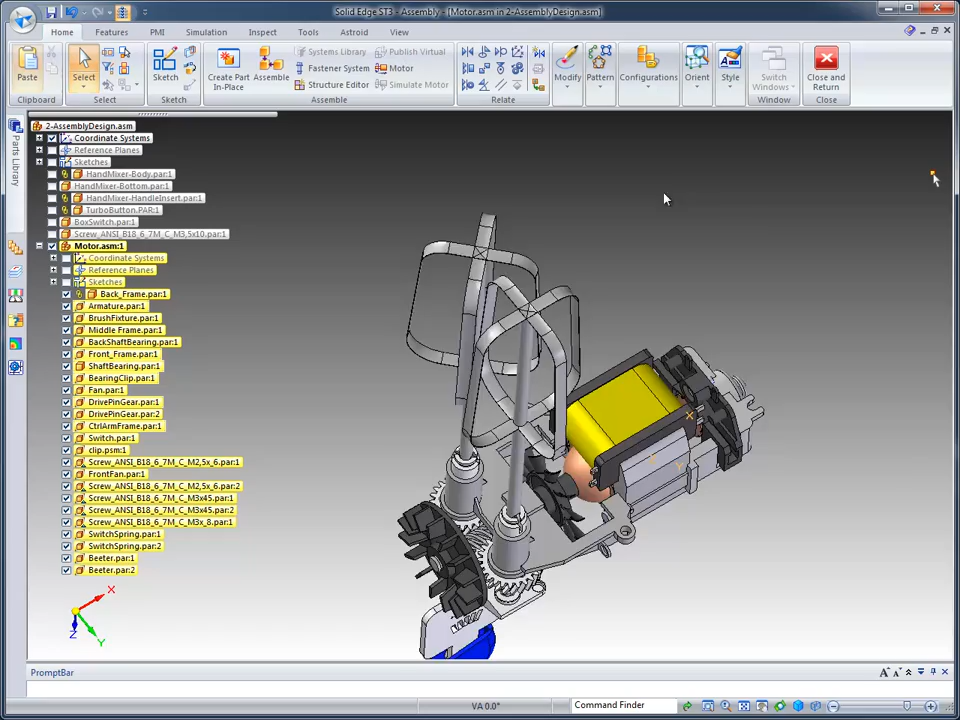 Solid Edge ST3 - Assembly - [Motor.asm in 2-AssemblyDesign.asm]
Home Features PMI Simulation Inspect Tools Astroid View
Paste
Clipboard
Select
Select
Sketch
Sketch
Create Part In-Place
Assembly
Systems Library
Fastener System
Structure Editor
Publish Virtual
Motor
Simulate Motor
Assembly
Relate
Modify
Pattern
Configurations
Orient
Style
Switch Windows
Window
Close and Return
Close
Parts Library
2-AssemblyDesign.asm
Coordinate Systems
Reference Planes
Sketches
HandMixer-Body.par:1
HandMixer-Bottom.par:1
HandMixer-HandleInsert.par:1
TurboButton.PAR:1
BoxSwitch.par:1
Screw_ANSI_B18_6_7M_C_M3,5x10.par:1
Motor.asm:1
Coordinate Systems
Reference Planes
Sketches
Back_Frame.par:1
Armature.par:1
BrushFixture.par:1
Middle Frame.par:1
BackShaftBearing.par:1
Front_Frame.par:1
ShaftBearing.par:1
BearingClip.par:1
Fan.par:1
DrivePinGear.par:1
DrivePinGear.par:2
CtrlArmFrame.par:1
Switch.par:1
clip.psm:1
Screw_ANSI_B18_6_7M_C_M2,5x_6.par:1
FrontFan.par:1
Screw_ANSI_B18_6_7M_C_M2,5x_6.par:2
Screw_ANSI_B18_6_7M_C_M3x45.par:1
Screw_ANSI_B18_6_7M_C_M3x45.par:2
Screw_ANSI_B18_6_7M_C_M3x_8.par:1
SwitchSpring.par:1
SwitchSpring.par:2
Beeter.par:1
Beeter.par:2
X
Y
X
Z
Y
PromptBar
VA 0.0°
Command Finder